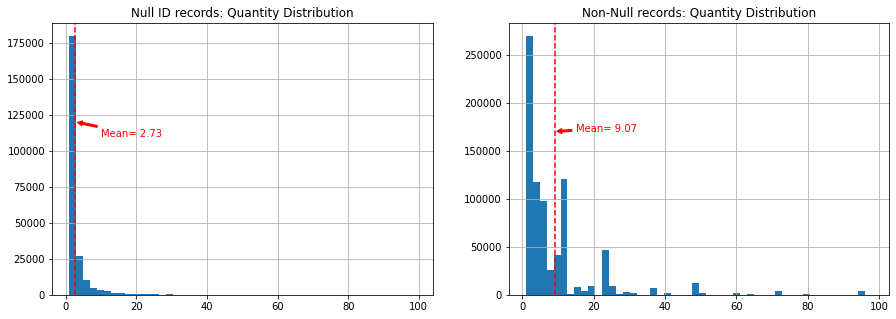 Null ID records: Quantity Distribution
175000
150000
125000
100000
75000
50000
25000
0
Mean= 2.73
0 20 40 60 80 100
Non-Null records: Quantity Distribution
250000
200000
150000
100000
50000
0
Mean= 9.07
0 20 40 60 80 100